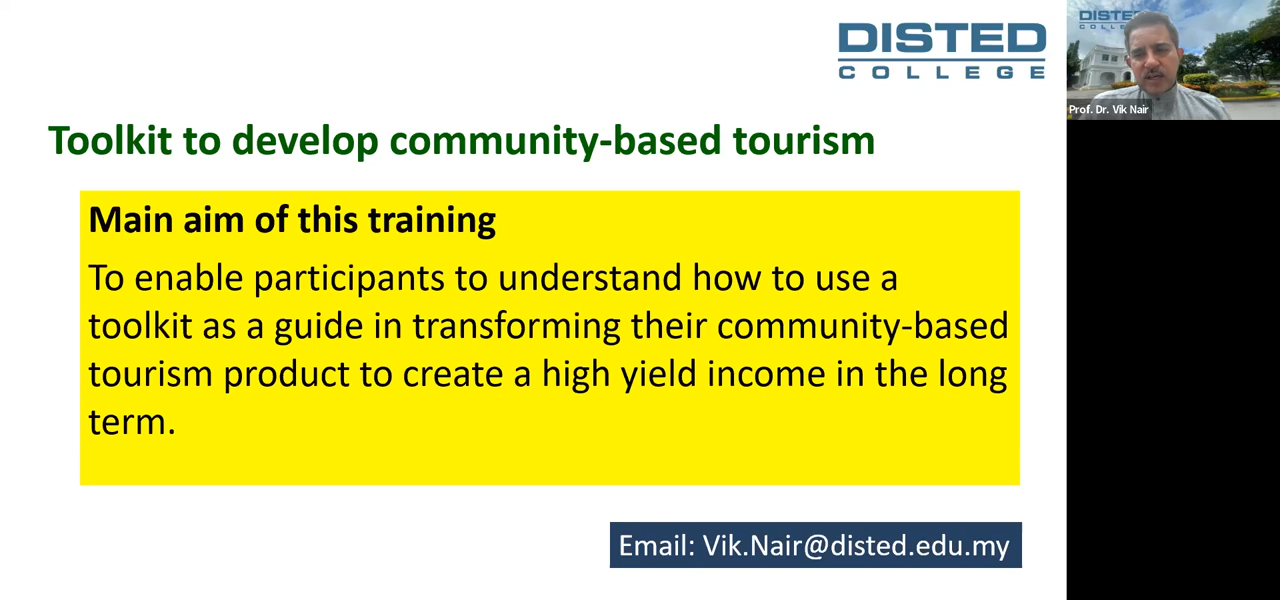 DISTED
COLLEGE
DISTED
COLLEGE
Prof. Dr. Vik Nair
Toolkit to develop community-based tourism
Main aim of this training
To enable participants to understand how to use a
toolkit as a guide in transforming their community-based
tourism product to create a high yield income in the long
term.
Email: Vik.Nair@disted.edu.my